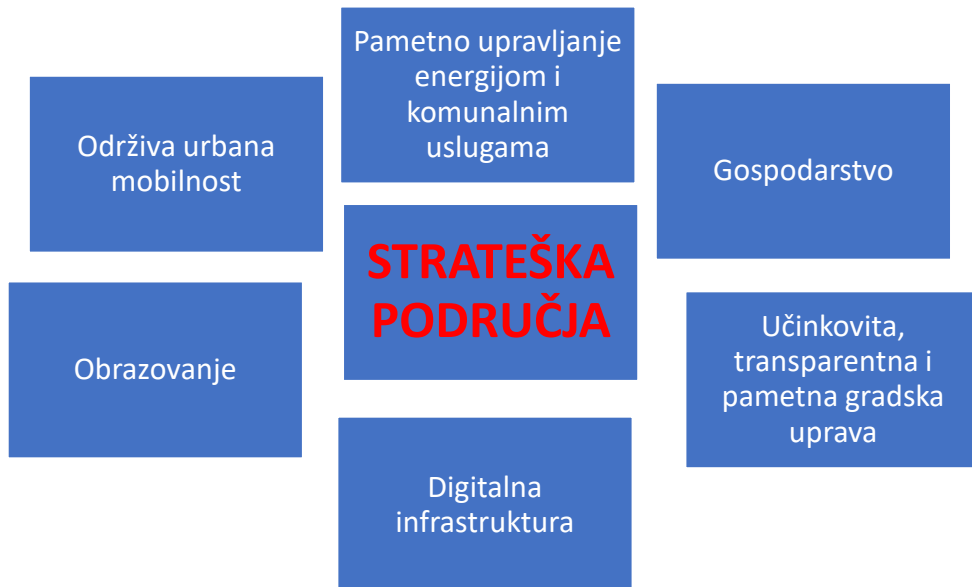 Pametno upravljanje
energijom i
komunalnim
uslugama
Održiva urbana
mobilnost
Gospodarstvo
STRATEŠKA
PODRUČJA
Obrazovanje
Učinkovita,
transparentna i
pametna gradska
uprava
Digitalna
infrastruktura